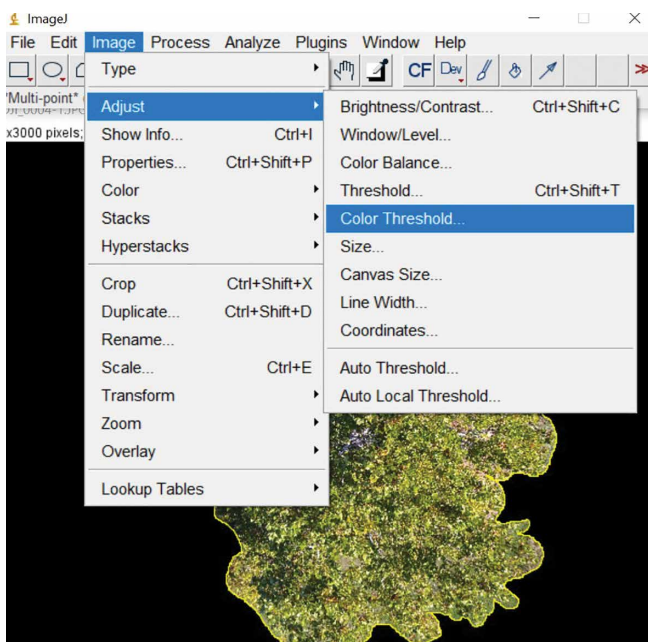 ImageJ
File Edit Image Process Analyze Plugins Window Help
CF Dev
"Multi-point"
x3000 pixels;
Type
Adjust
Show Info... Ctrl+I
Properties... Ctrl+Shift+P
Color
Stacks
Hyperstacks
Crop Ctrl+Shift+X
Duplicate... Ctrl+Shift+D
Rename...
Scale... Ctrl+E
Transform
Zoom
Overlay
Lookup Tables
Brightness/Contrast... Ctrl+Shift+C
Window/Level...
Color Balance...
Threshold... Ctrl+Shift+T
Color Threshold...
Size...
Canvas Size...
Line Width...
Coordinates...
Auto Threshold...
Auto Local Threshold...